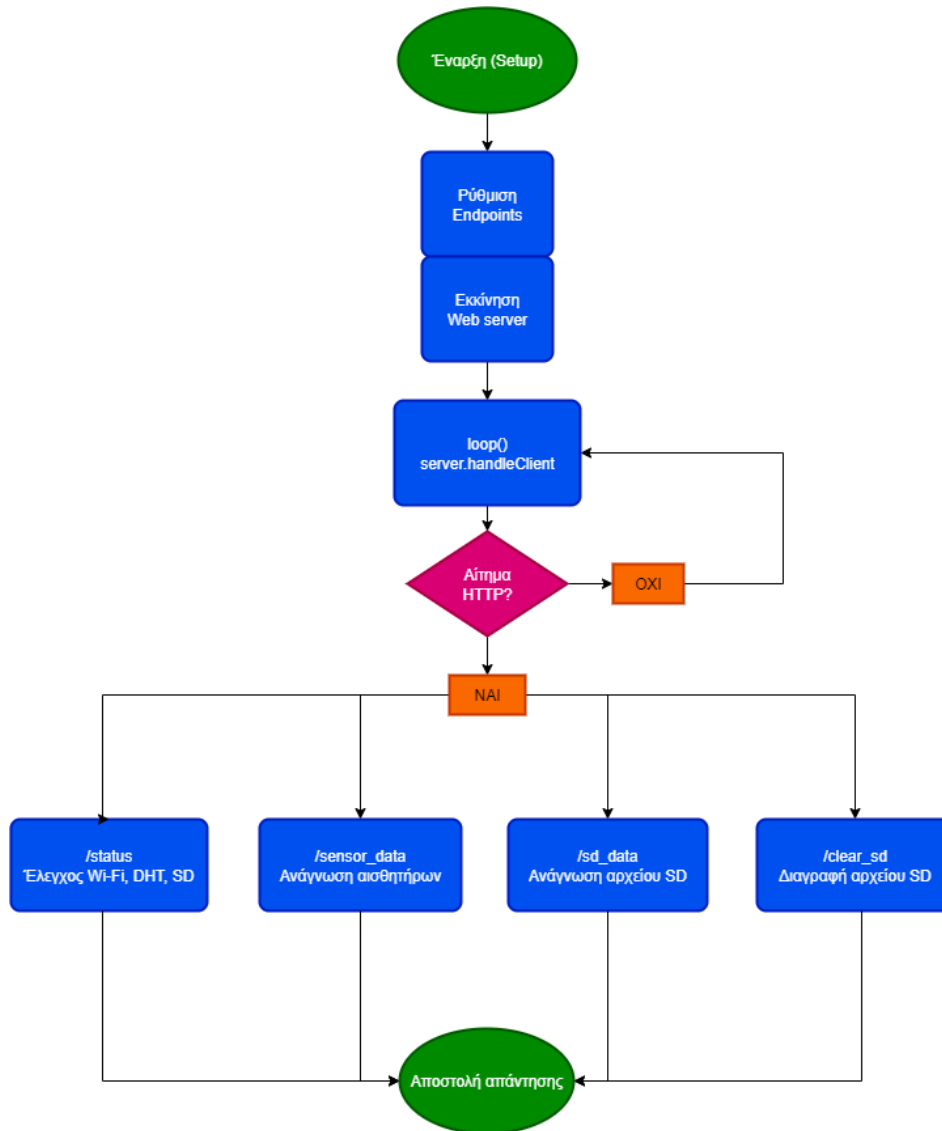 Έναρξη (Setup)
Ρύθμιση
Endpoints
Εκκίνηση
Web server
loop()
server.handleClient
Αίτημα
HTTP?
ΟΧΙ
ΝΑΙ
/status
Έλεγχος Wi-Fi, DHT, SD
/sensor_data
Ανάγνωση αισθητήρων
/sd_data
Ανάγνωση αρχείου SD
/clear_sd
Διαγραφή αρχείου SD
Αποστολή απάντησης